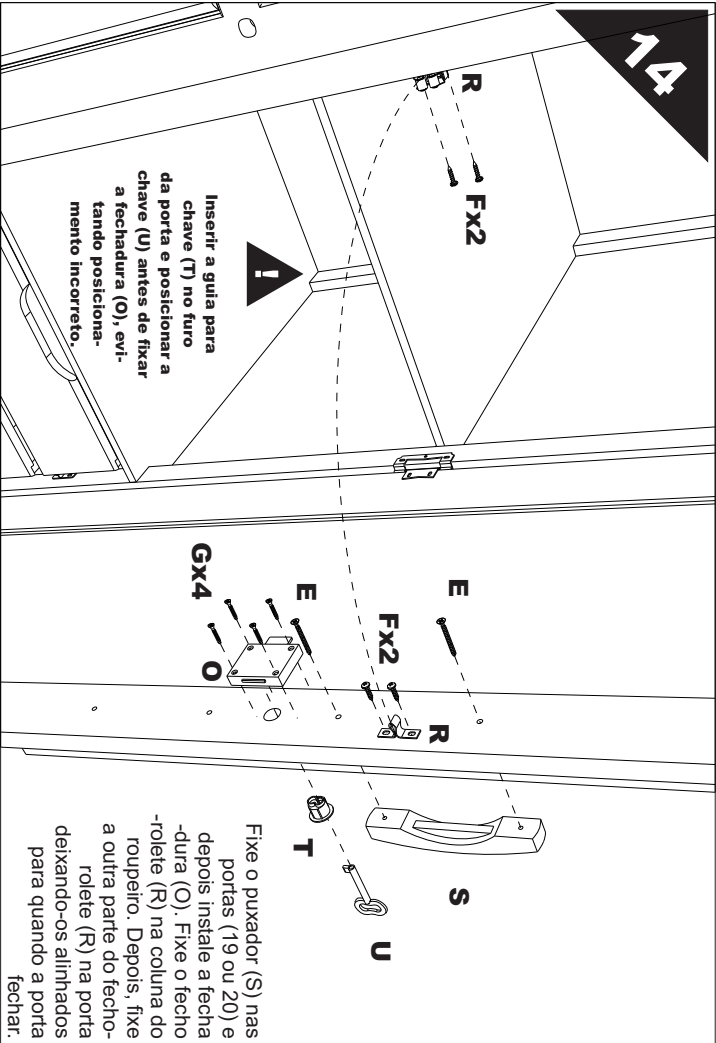 14
R
Fx2
Inserir a guia para
chave (T) no furo
da porta e posicionar a
chave (U) antes de fixar
a fechadura (O), evi-
tando posiciona-
mento incorreto.
!
E
E
Fx2
R
Gx4
O
T
U
S
Fixe o puxador (S) nas
portas (19 ou 20) e
depois instale a fecha
-dura (O). Fixe o fecho
-rolete (R) na coluna do
roupeiro. Depois, fixe
a outra parte do fecho-
rolete (R) na porta
deixando-os alinhados
para quando a porta
fechar.